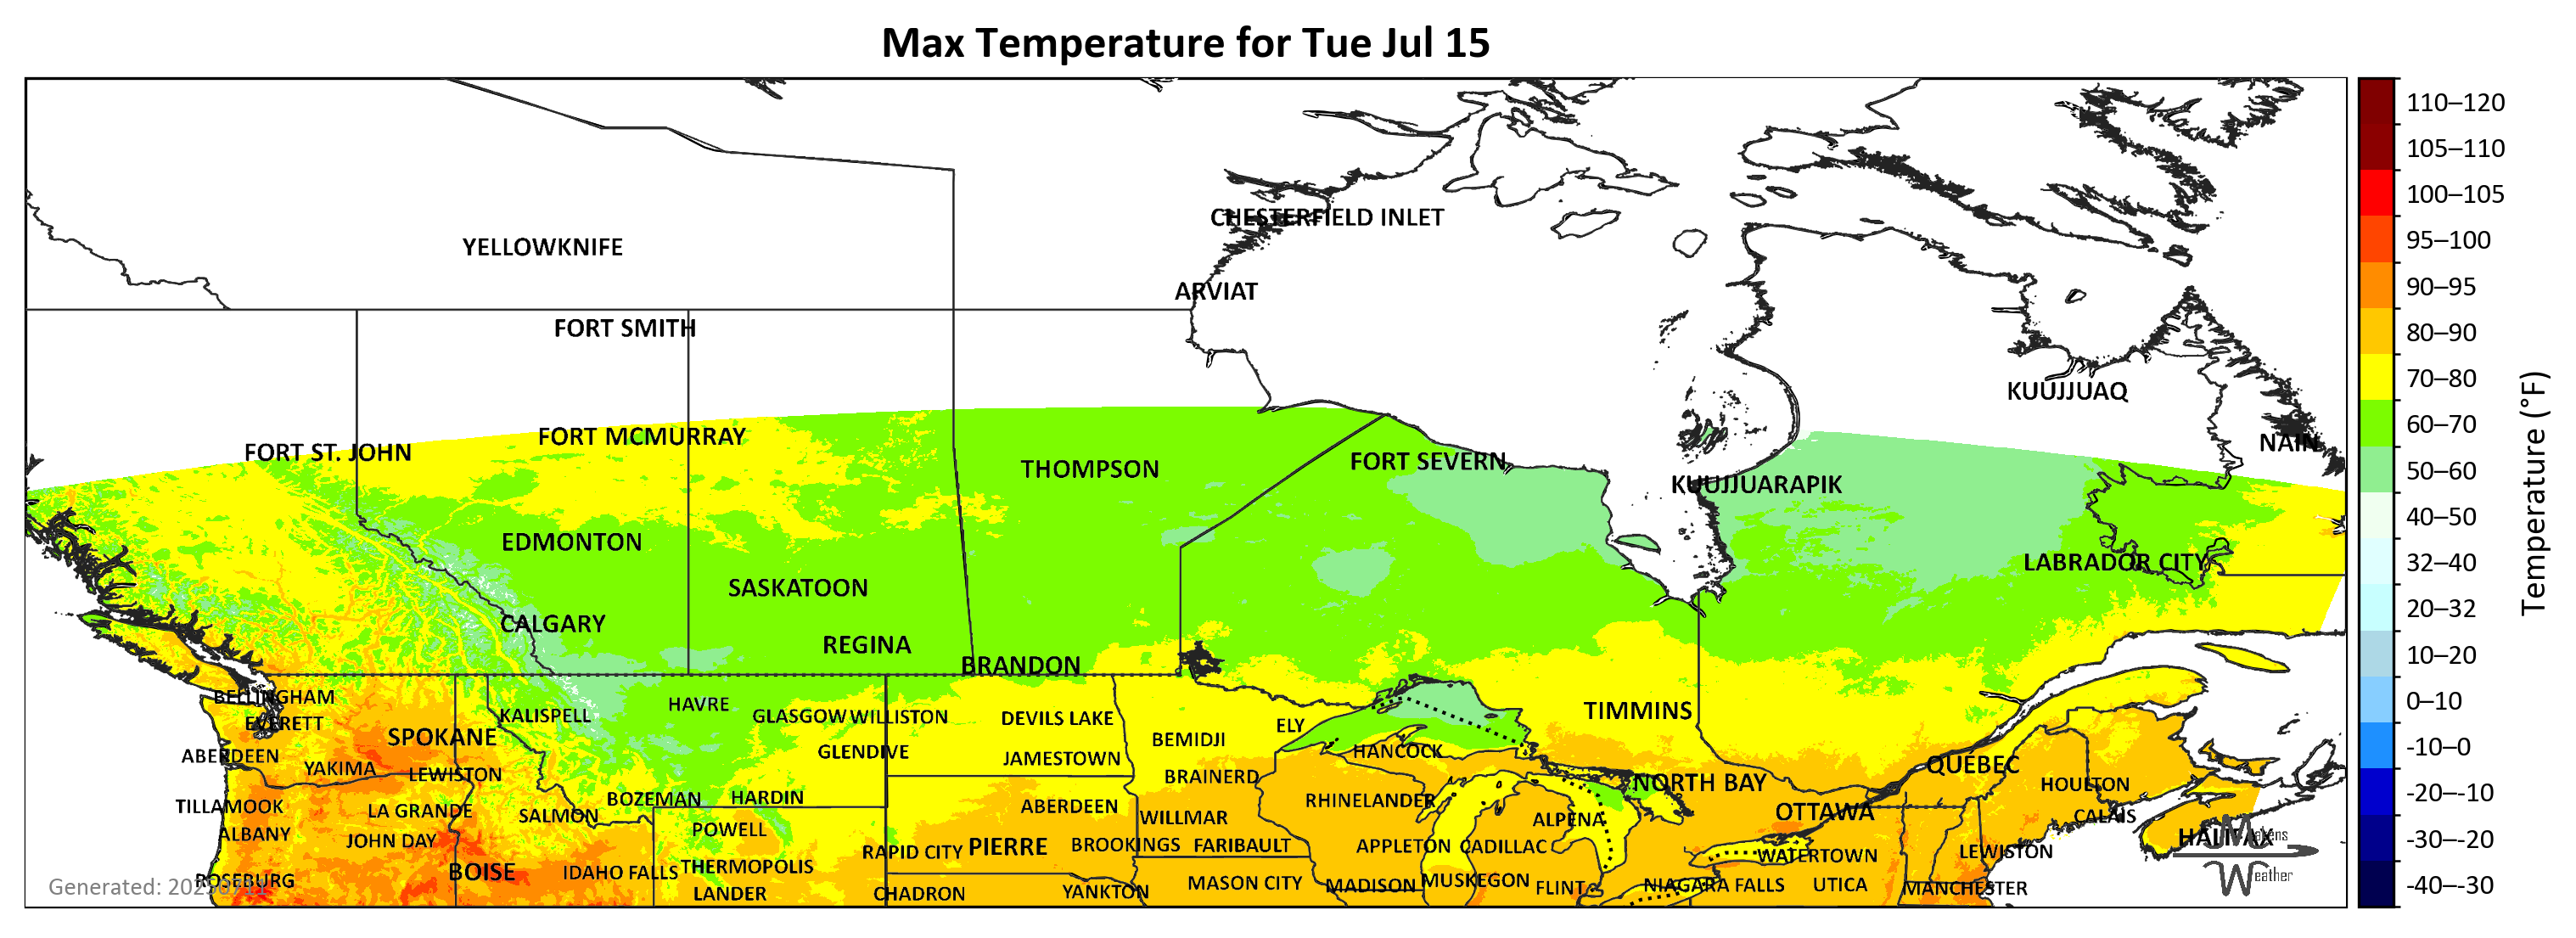 Max Temperature for Tue Jul 15
CHESTERFIELD INLET
YELLOWKNIFE
ARVIAT
FORT SMITH
KUUJJUAQ
FORT MCMURRAY
NAIN
FORT ST. JOHN
FORT SEVERN
THOMPSON
KUUJJUARAPIK
EDMONTON
LABRADOR CITY
SASKATOON
CALGARY
REGINA
BRANDON
BELLINGHAM
HAVRE
KALISPELL
GLASGOW WILLISTON
DEVILS LAKE
TIMMINS
EVERETT
ELY
SPOKANE
BEMIDJI
GLENDIVE
HANCOCK
ABERDEEN
JAMESTOWN
QUÉBEC
YAKIMA
LEWISTON
BRAINERD
NORTH BAY
HOULTON
BOZEMAN
HARDIN
RHINELANDER
TILLAMOOK
LA GRANDE
SALMON
ABERDEEN
WILLMAR
OTTAWA
CALAIS
ALPENA
ALBANY
POWELL
JOHN DAY
HALIFAX
RAPID CITY
PIERRE
BROOKINGS
FARIBAULT
APPLETON
CADILLAC
WATERTOWN
LEWISTON
BOISE
IDAHO FALLS
THERMOPOLIS
ROSEBURG
MASON CITY
MADISON
MUSKEGON
FLINT
NIAGARA FALLS
UTICA
MANCHESTER
LANDER
CHADRON
YANKTON
Weather
110–120
105–110
100–105
95–100
90–95
80–90
70–80
60–70
50–60
40–50
32–40
20–32
10–20
0–10
-10–0
-20–-10
-30–-20
-40–-30
Temperature (°F)
Generated: